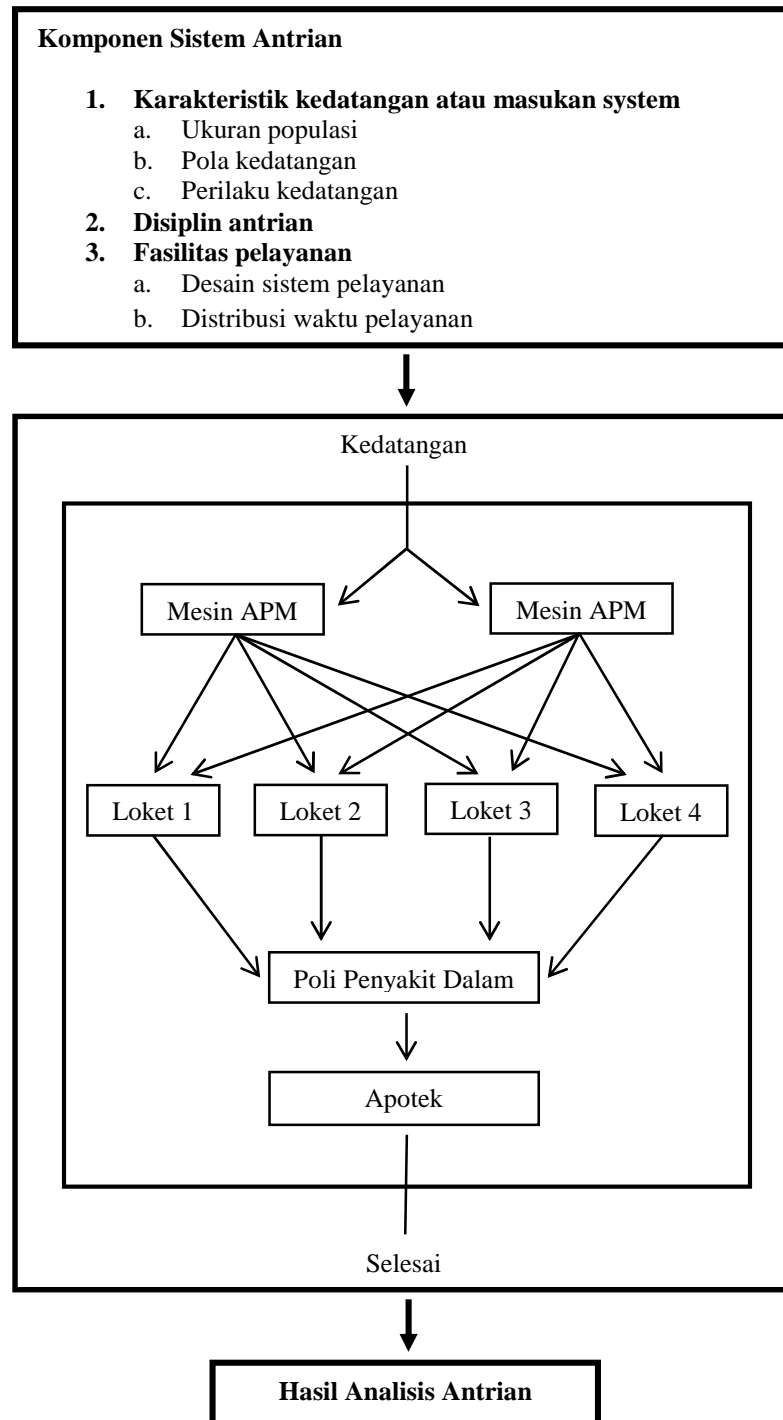 Komponen Sistem Antrian
1. Karakteristik kedatangan atau masukan system
a. Ukuran populasi
b. Pola kedatangan
c. Perilaku kedatangan
2. Disiplin antrian
3. Fasilitas pelayanan
a. Desain sistem pelayanan
b. Distribusi waktu pelayanan
Kedatangan
Mesin APM
Mesin APM
Loket 1
Loket 2
Loket 3
Loket 4
Poli Penyakit Dalam
Apotek
Selesai
Hasil Analisis Antrian